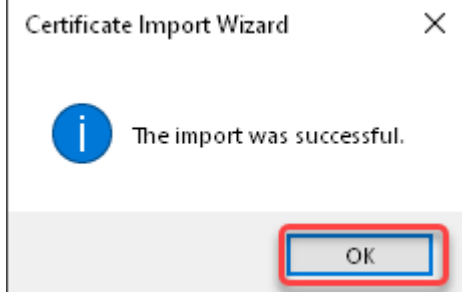 Certificate Import Wizard
The import was successful.
OK